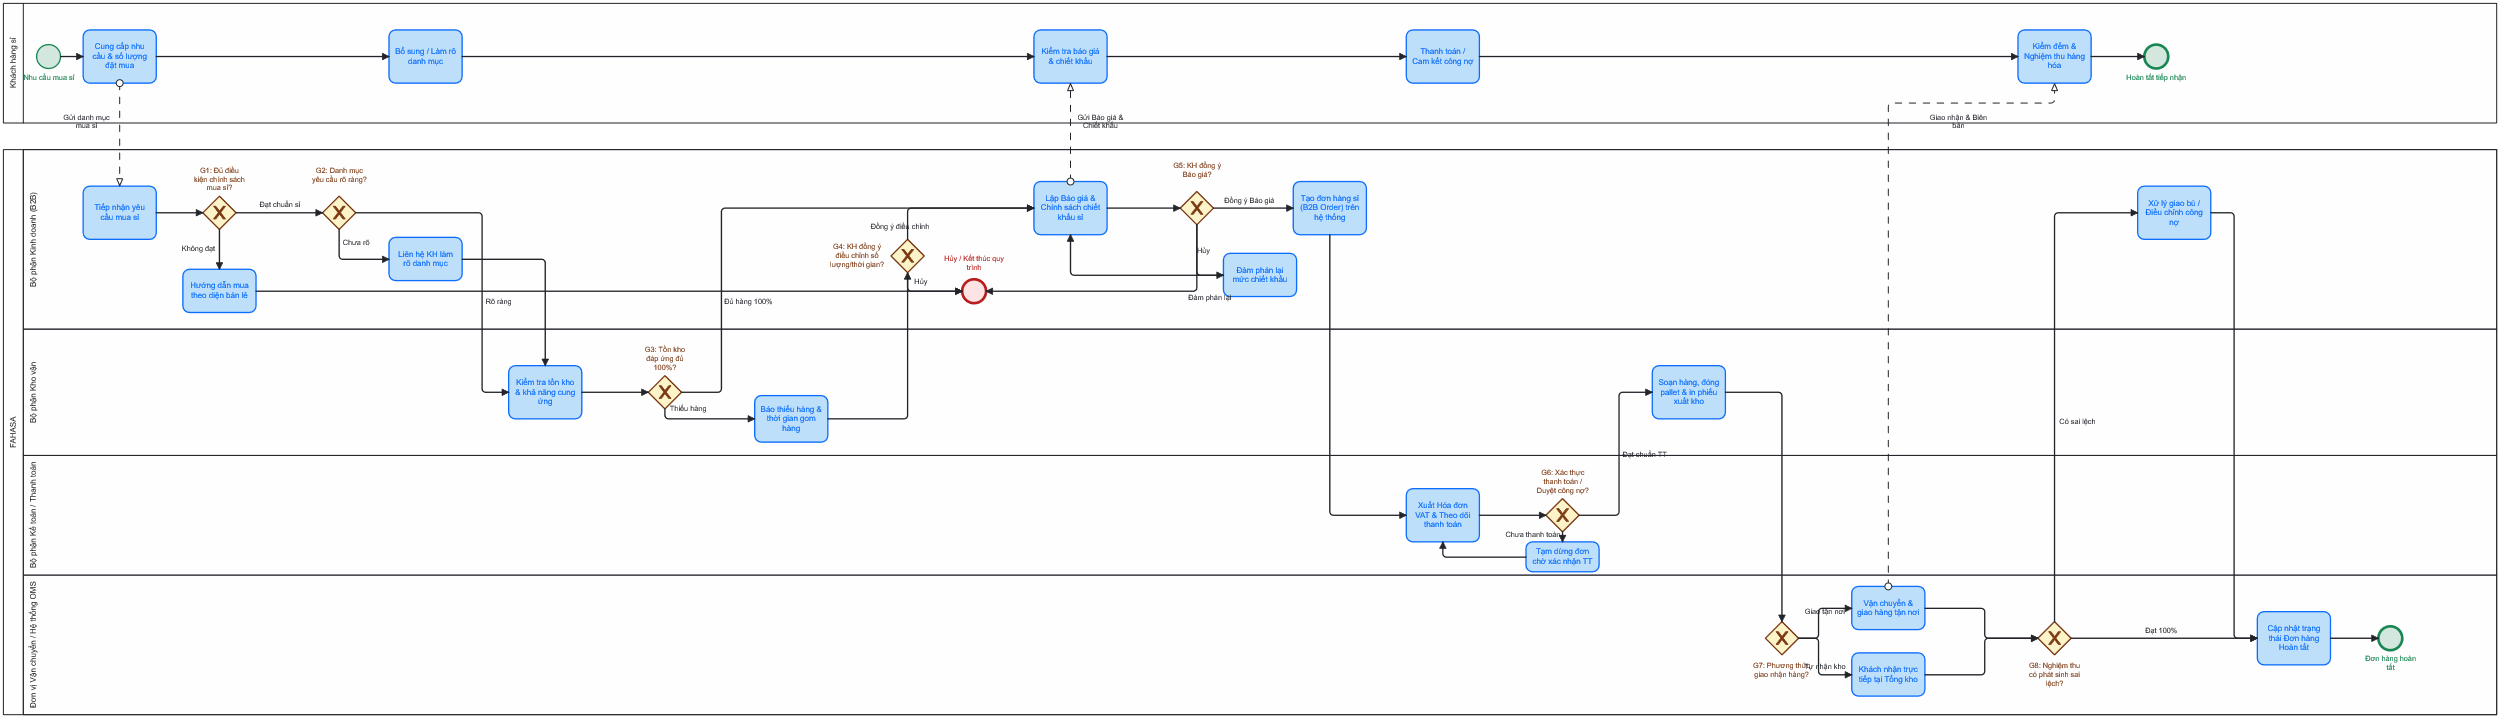 Khách hàng sỉ
Nhu cầu mua sỉ
Cung cấp nhu
cầu & số lượng
đặt mua
Bổ sung / Làm rõ
danh mục
Kiểm tra báo giá
& chiết khấu
Thanh toán /
Cam kết công nợ
Kiểm đếm &
Nghiệm thu hàng
hóa
Hoàn tất tiếp nhận
Gửi danh mục
mua sỉ
Gửi Báo giá &
Chiết khấu
Giao nhận & Biên
bản
FAHASA
Bộ phận Kinh doanh (B2B)
Tiếp nhận yêu
cầu mua sỉ
G1: Đủ điều
kiện chính sách
mua sỉ?
Đạt chuẩn sỉ
Không đạt
Hướng dẫn mua
theo diện bán lẻ
G2: Danh mục
yêu cầu rõ ràng?
Chưa rõ
Liên hệ KH làm
rõ danh mục
Rõ ràng
Đủ hàng 100%
G4: KH đồng ý
điều chỉnh số
lượng/thời gian?
Đồng ý điều chỉnh
Hủy
Hủy / Kết thúc quy
trình
Lập Báo giá &
Chính sách chiết
khấu sỉ
G5: KH đồng ý
Báo giá?
Đồng ý Báo giá
Hủy
Đàm phán lại
Đàm phán lại
mức chiết khấu
Tạo đơn hàng sỉ
(B2B Order) trên
hệ thống
Xử lý giao bù /
Điều chỉnh công
nợ
Bộ phận Kho vận
Kiểm tra tồn kho
& khả năng cung
ứng
G3: Tồn kho
đáp ứng đủ
100%?
Thiếu hàng
Báo thiếu hàng &
thời gian gom
hàng
Soạn hàng, đóng
pallet & in phiếu
xuất kho
Có sai lệch
Bộ phận Kế toán / Thanh toán
Xuất Hóa đơn
VAT & Theo dõi
thanh toán
G6: Xác thực
thanh toán /
Duyệt công nợ?
Đạt chuẩn TT
Chưa thanh toán
Tạm dừng đơn
chờ xác nhận TT
Đơn vị Vận chuyển / Hệ thống OMS
G7: Phương thức
giao nhận hàng?
Giao tận nơi
Tự nhận kho
Vận chuyển &
giao hàng tận nơi
Khách nhận trực
tiếp tại Tổng kho
G8: Nghiệm thu
có phát sinh sai
lệch?
Đạt 100%
Cập nhật trạng
thái Đơn hàng
Hoàn tất
Đơn hàng hoàn
tất